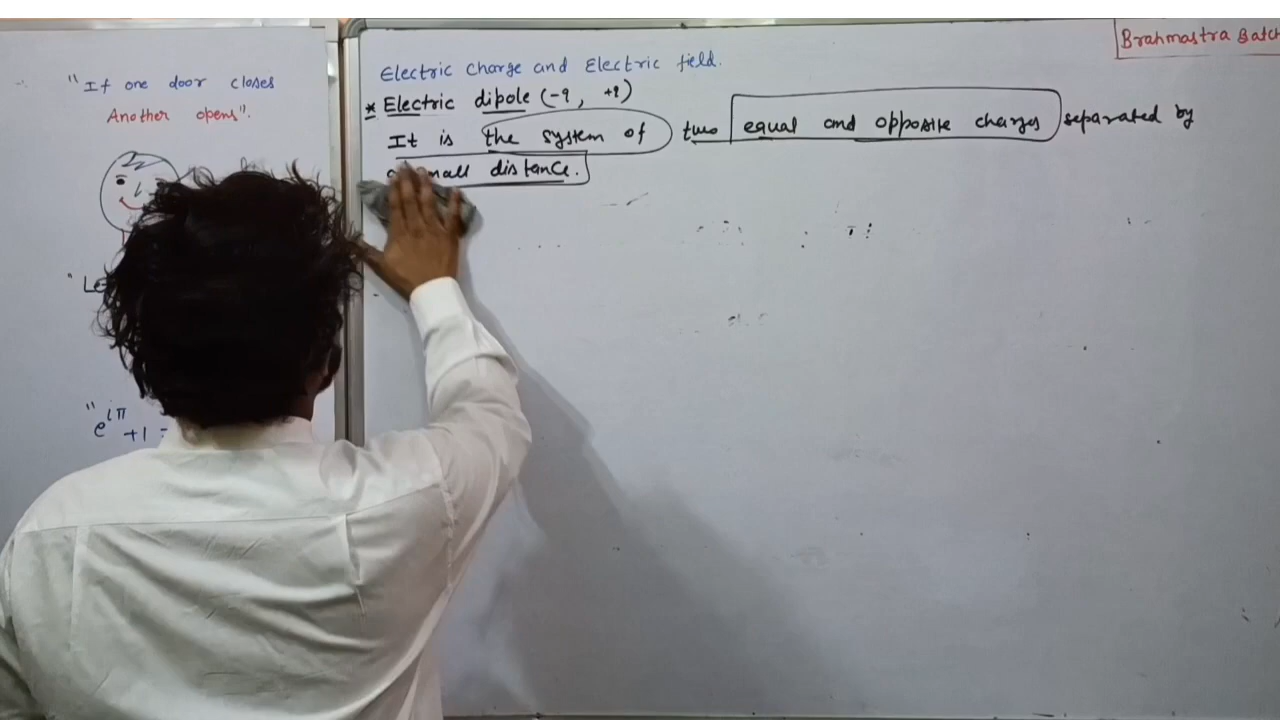 "If one door closes
Another opens".
e^iπ +1
Brahmastra Batch
Electric Charge and Electric field.
* Electric dipole (-q, +q)
It is the system of two equal and opposite charges separated by
small distance.